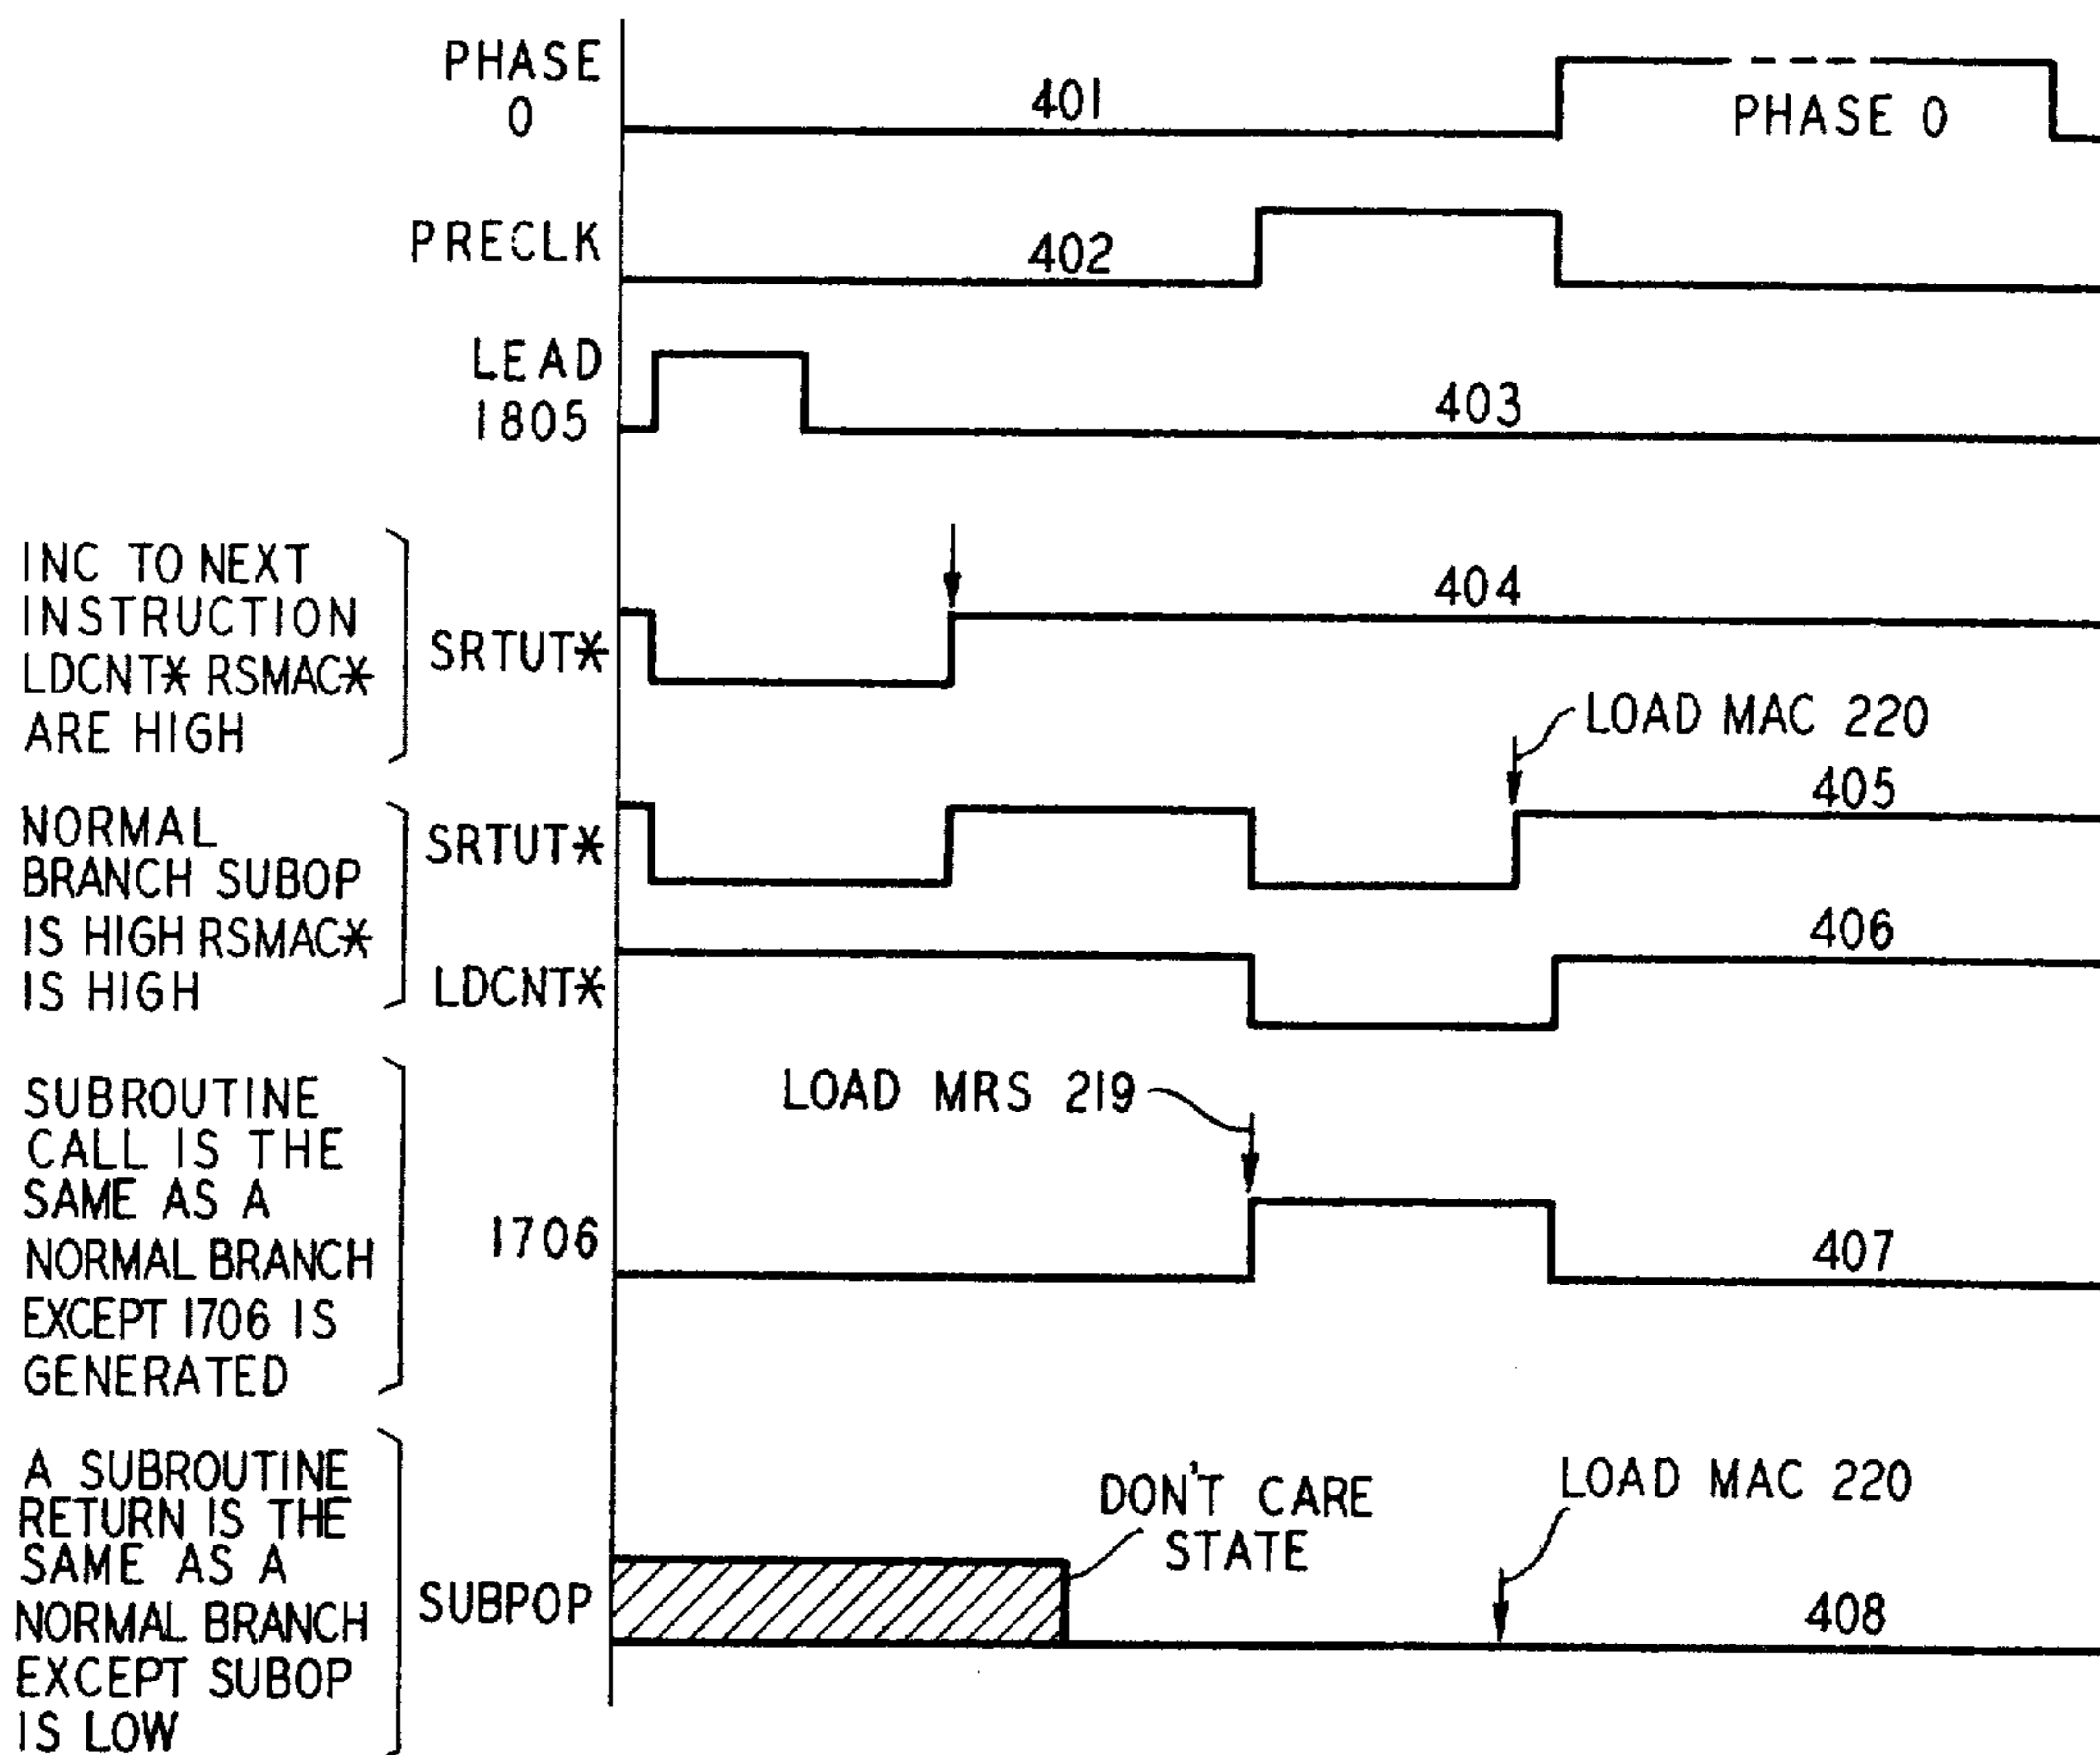 PHASE
0
401
PHASE 0
PRECLK
402
LEAD
1805
403
INC TO NEXT
INSTRUCTION
LDCNT* RSMAC*
ARE HIGH
SRTUT*
404
LOAD MAC 220
NORMAL
BRANCH SUBOP
IS HIGH RSMAC*
IS HIGH
SRTUT*
405
LDCNT*
406
SUBROUTINE
CALL IS THE
SAME AS A
NORMAL BRANCH
EXCEPT 1706 IS
GENERATED
LOAD MRS 219
1706
407
A SUBROUTINE
RETURN IS THE
SAME AS A
NORMAL BRANCH
EXCEPT SUBOP
IS LOW
SUBPOP
DON'T CARE
STATE
LOAD MAC 220
408